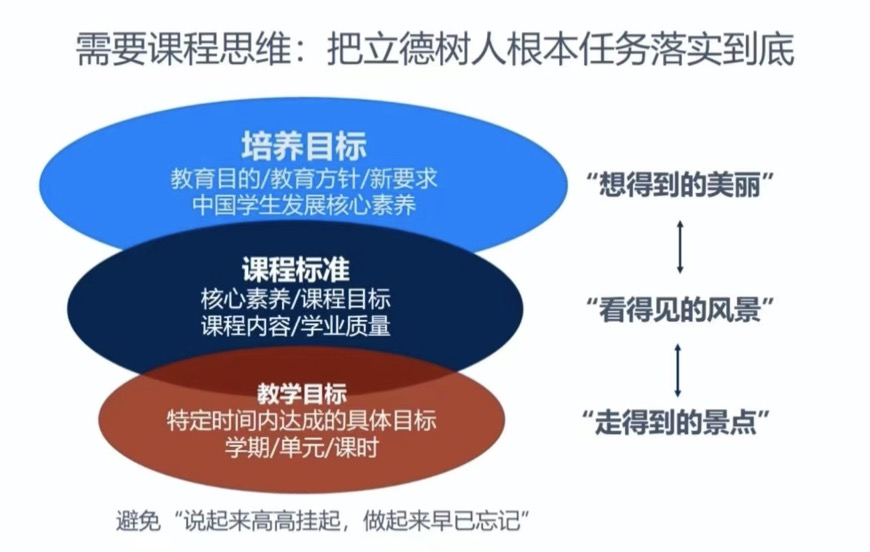 需要课程思维：把立德树人根本任务落实到底
培养目标
教育目的/教育方针/新要求
中国学生发展核心素养
“想得到的美丽”
课程标准
核心素养/课程目标
课程内容/学业质量
“看得见的风景”
教学目标
特定时间内达成的具体目标
学期/单元/课时
“走得到的景点”
避免“说起来高高挂起，做起来早已忘记”